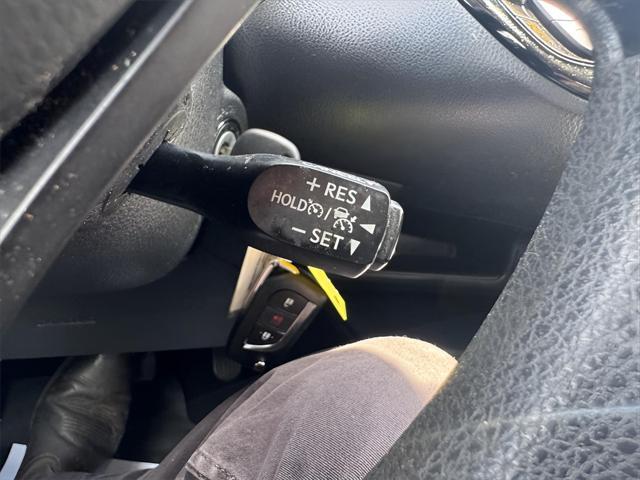 + RES ▲
HOLD / ◀
− SET ▼